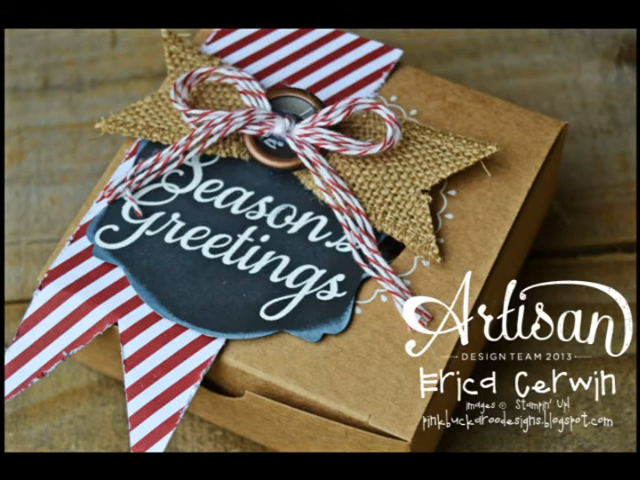 Season's
Greetings
Artisan
DESIGN TEAM 2013
Erica Cerwin
images © Stampin' Up!
pinkbuckaroodesigns.blogspot.com